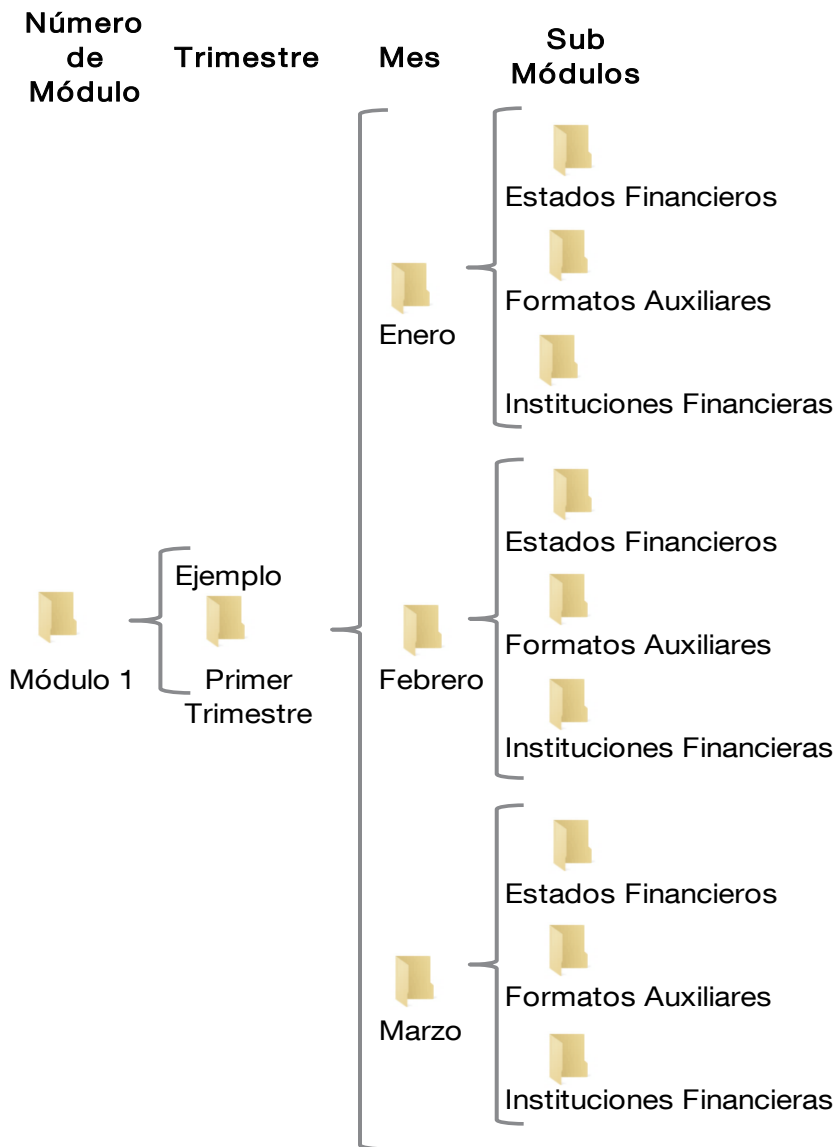 Número
de
Módulo
Trimestre
Mes
Sub
Módulos
Módulo 1
Ejemplo
Primer
Trimestre
Enero
Estados Financieros
Formatos Auxiliares
Instituciones Financieras
Febrero
Estados Financieros
Formatos Auxiliares
Instituciones Financieras
Marzo
Estados Financieros
Formatos Auxiliares
Instituciones Financieras